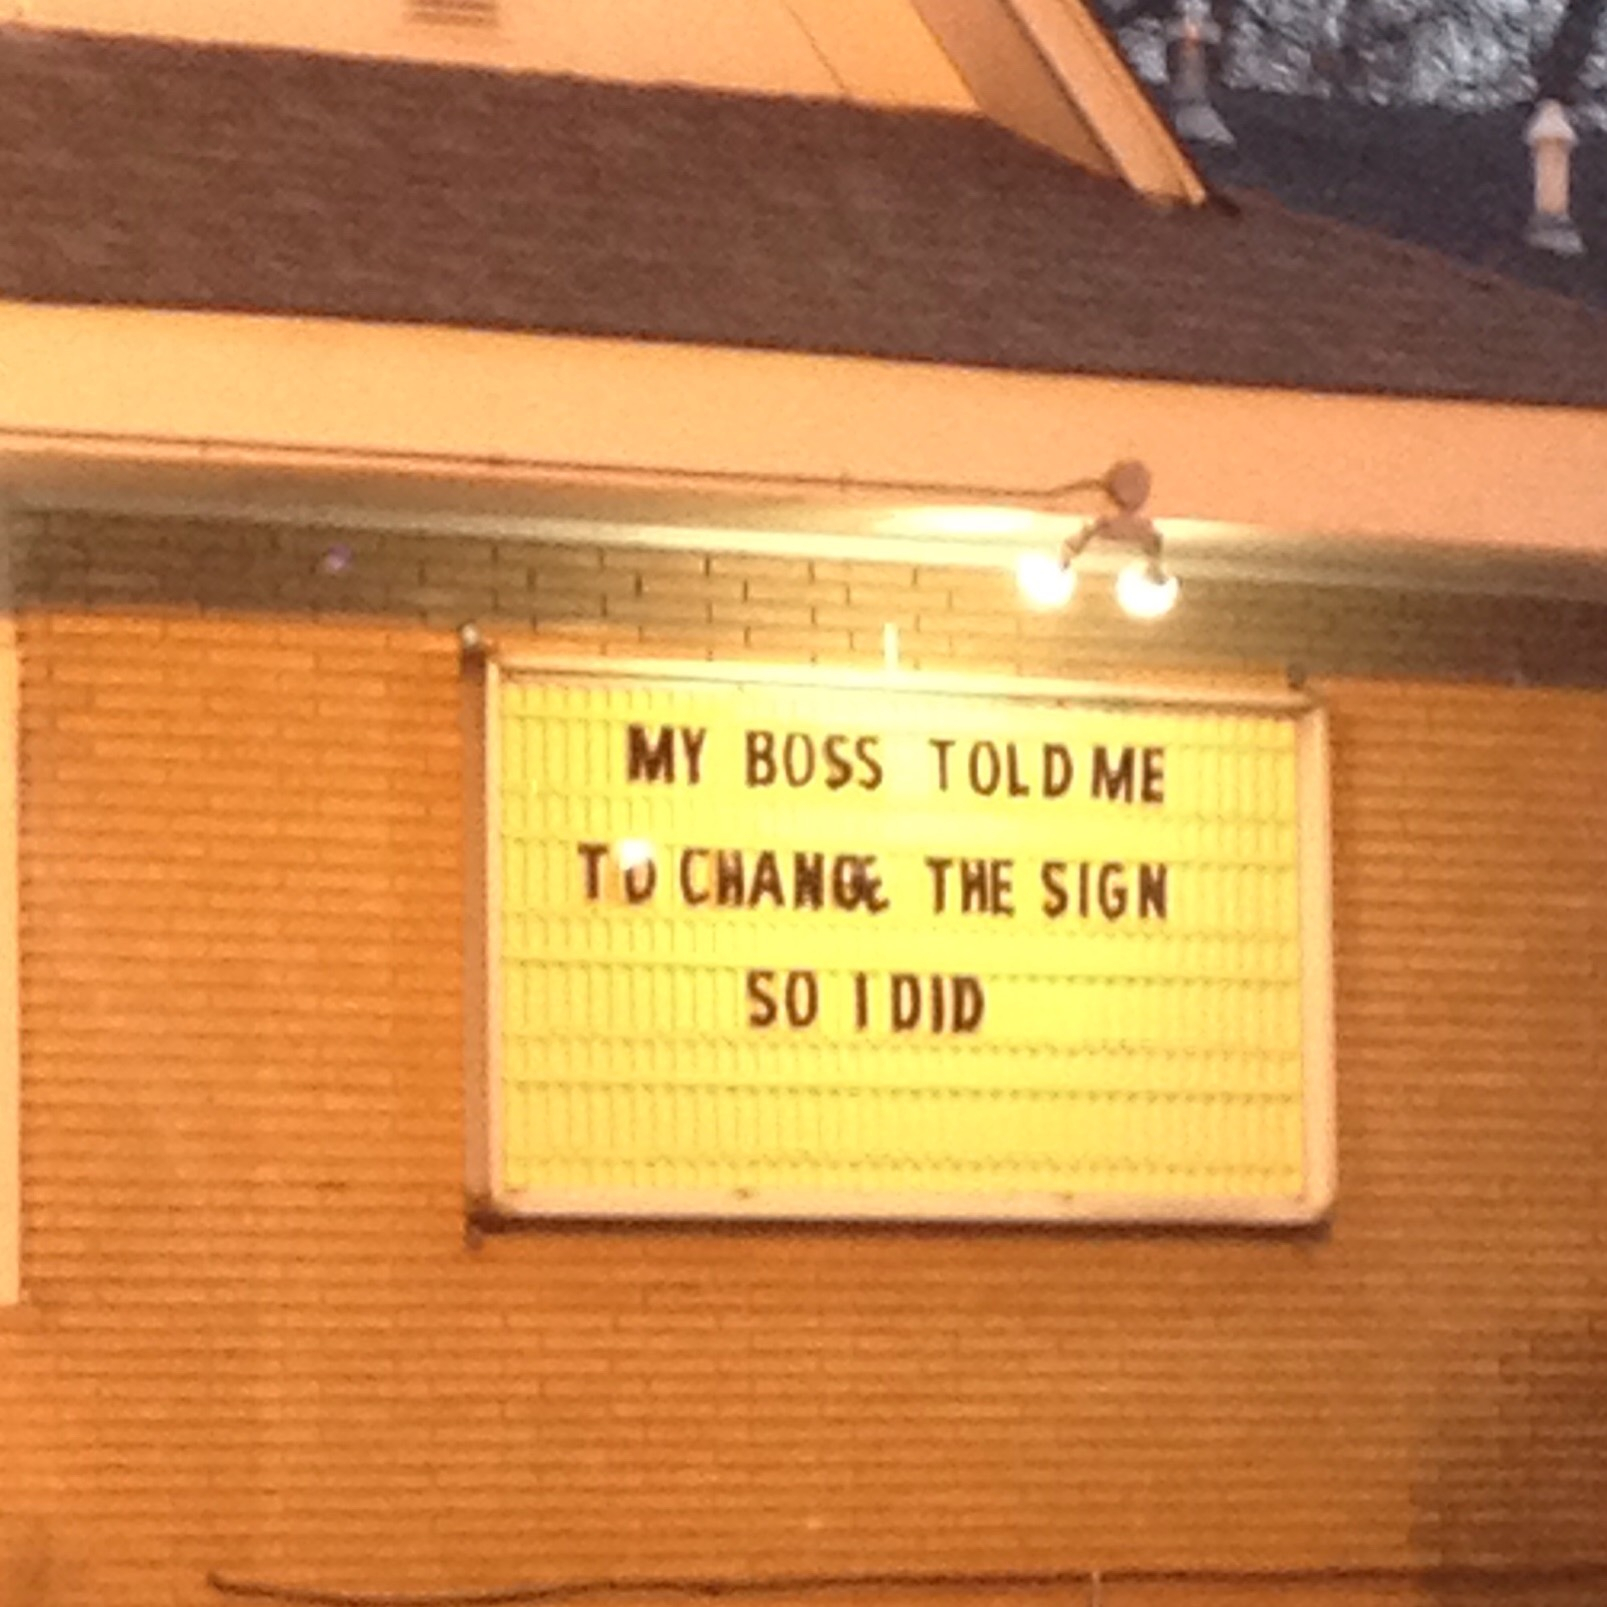 MY BOSS TOLD ME
TO CHANGE THE SIGN
SO I DID